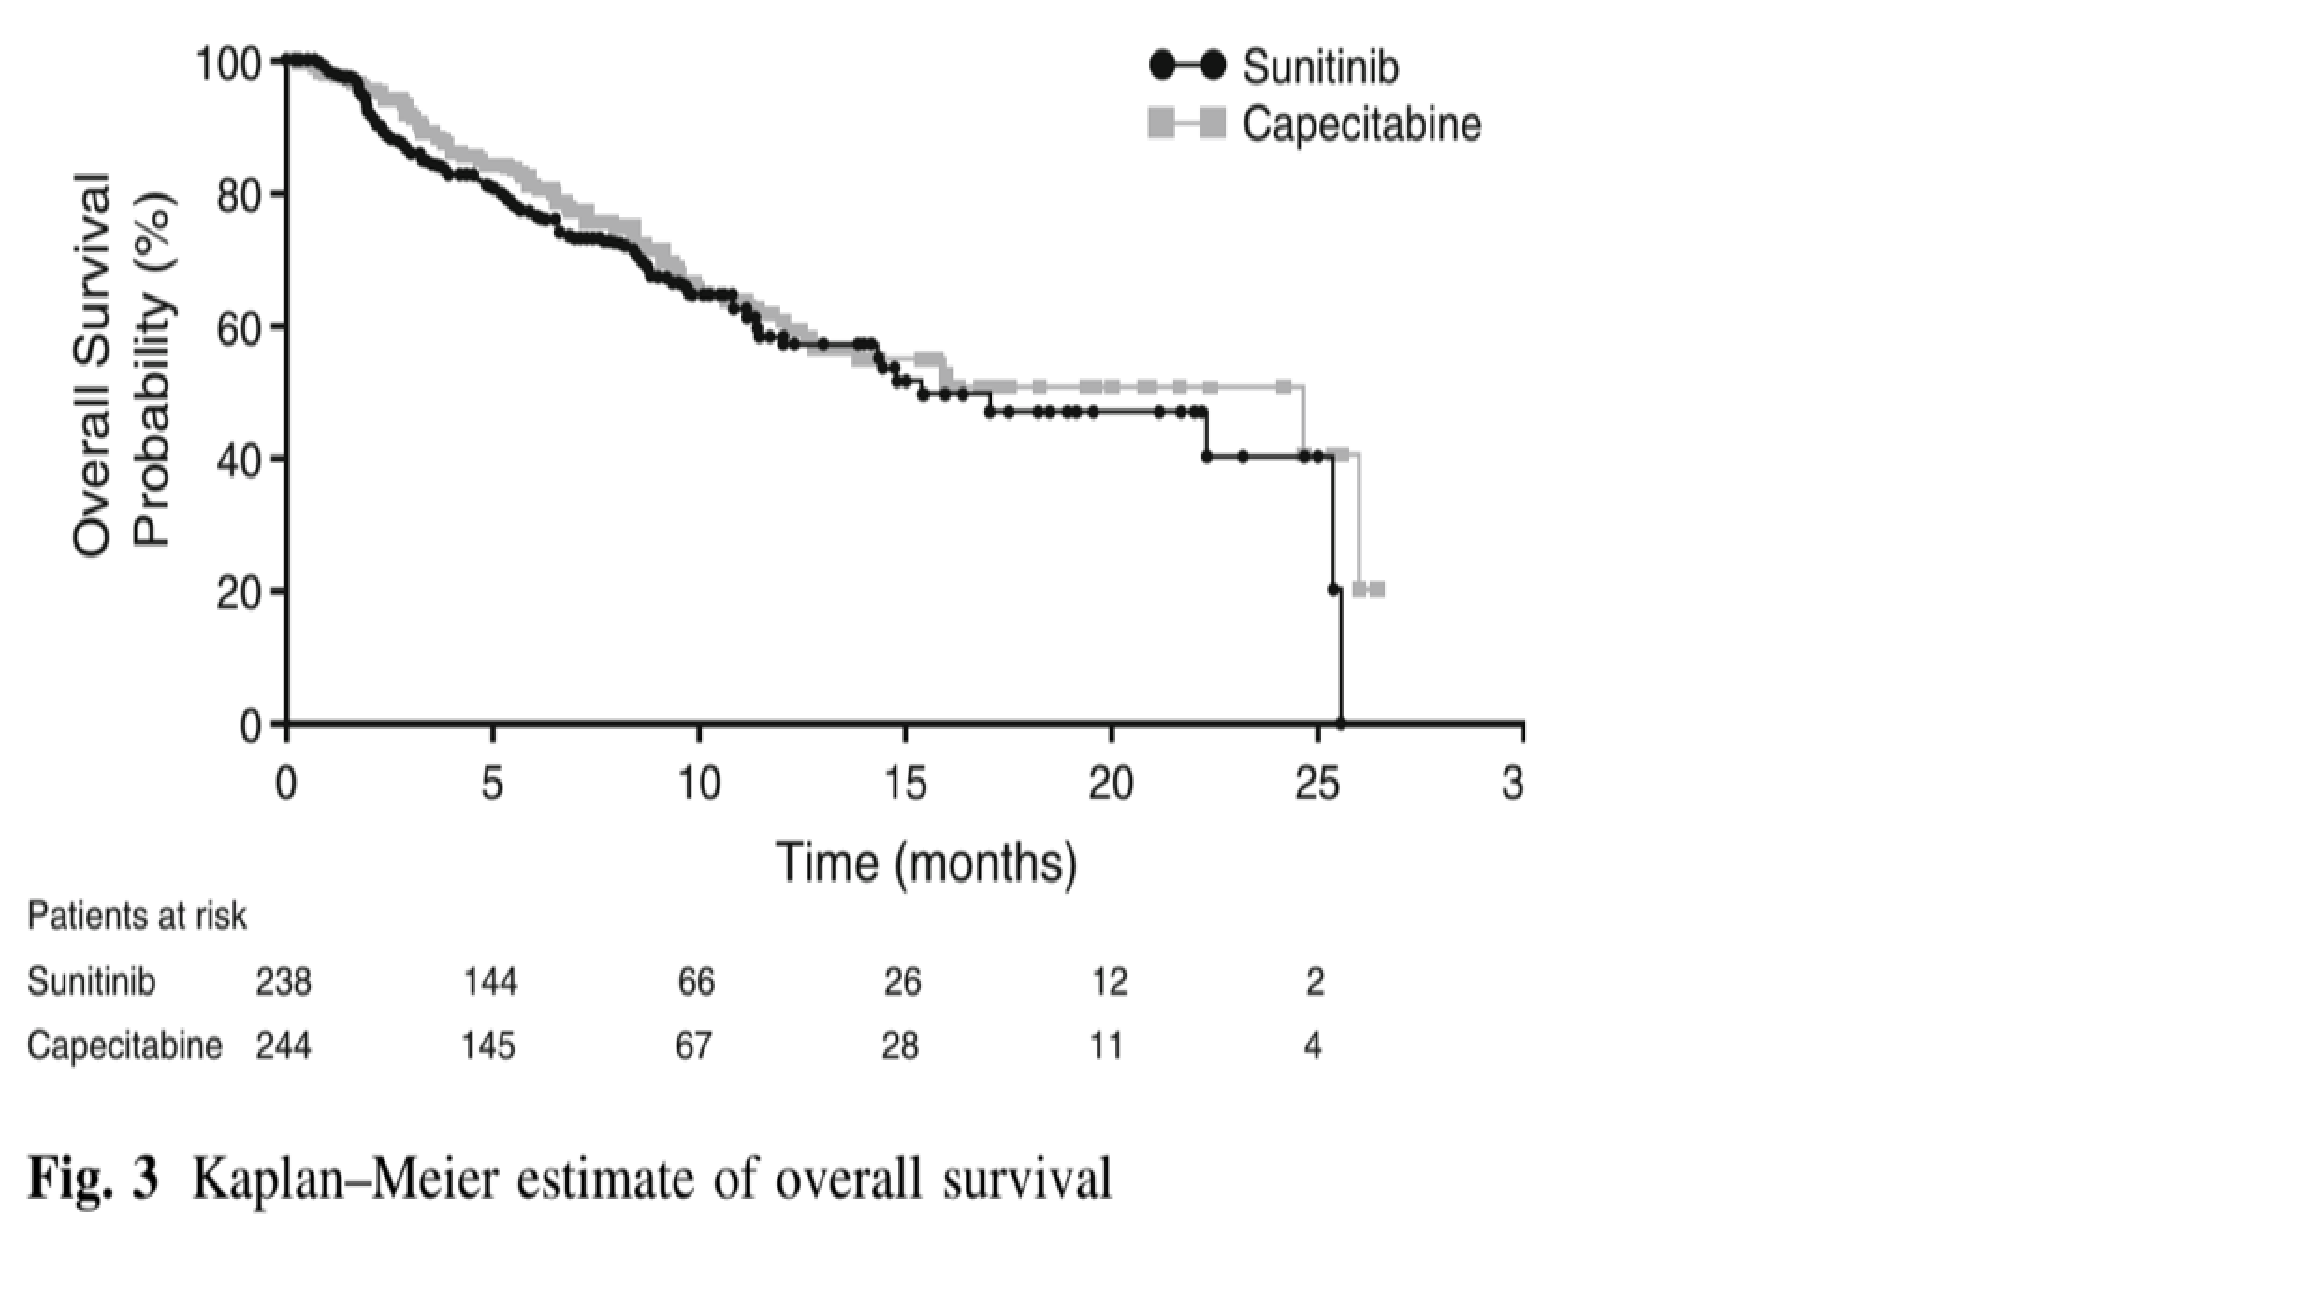 100
80
60
40
20
0
Overall Survival
Probability (%)
Sunitinib
Capecitabine
0 5 10 15 20 25 3
Time (months)
Patients at risk
Sunitinib 238 144 66 26 12 2
Capecitabine 244 145 67 28 11 4
Fig. 3 Kaplan–Meier estimate of overall survival